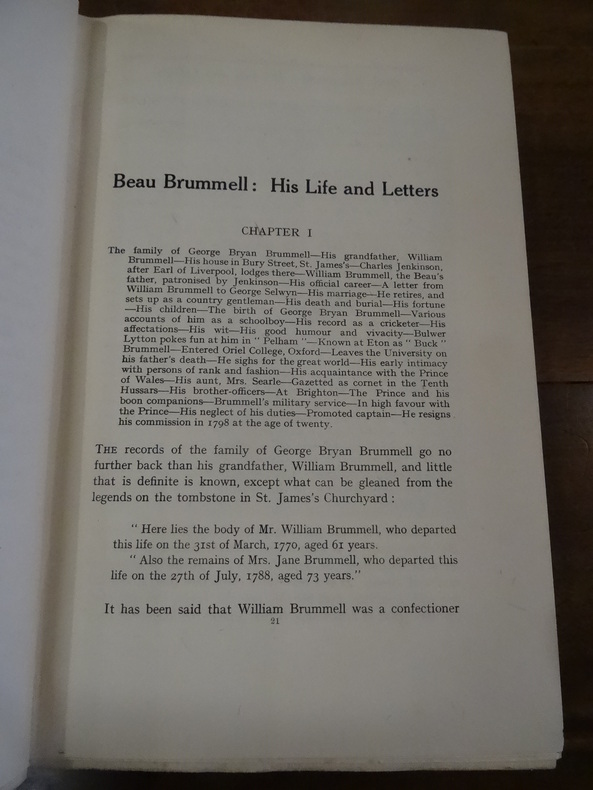 Beau Brummell: His Life and Letters
CHAPTER I
The family of George Bryan Brummell—His grandfather, William
Brummell—His house in Bury Street, St. James's—Charles Jenkinson,
after Earl of Liverpool, lodges there—William Brummell, the Beau's
father, patronised by Jenkinson—His official career—A letter from
William Brummell to George Selwyn—His marriage—He retires, and
sets up as a country gentleman—His death and burial—His fortune
—His children—The birth of George Bryan Brummell—Various
accounts of him as a schoolboy—His record as a cricketer—His
affectations—His wit—His good humour and vivacity—Bulwer
Lytton pokes fun at him in " Pelham "—Known at Eton as " Buck "
Brummell—Entered Oriel College, Oxford—Leaves the University on
his father's death—He sighs for the great world—His early intimacy
with persons of rank and fashion—His acquaintance with the Prince
of Wales—His aunt, Mrs. Searle—Gazetted as cornet in the Tenth
Hussars—His brother-officers—At Brighton—The Prince and his
boon companions—Brummell's military service—In high favour with
the Prince—His neglect of his duties—Promoted captain—He resigns
his commission in 1798 at the age of twenty.
THE records of the family of George Bryan Brummell go no
further back than his grandfather, William Brummell, and little
that is definite is known, except what can be gleaned from the
legends on the tombstone in St. James's Churchyard :
" Here lies the body of Mr. William Brummell, who departed
this life on the 31st of March, 1770, aged 61 years.
" Also the remains of Mrs. Jane Brummell, who departed this
life on the 27th of July, 1788, aged 73 years."
It has been said that William Brummell was a confectioner
21